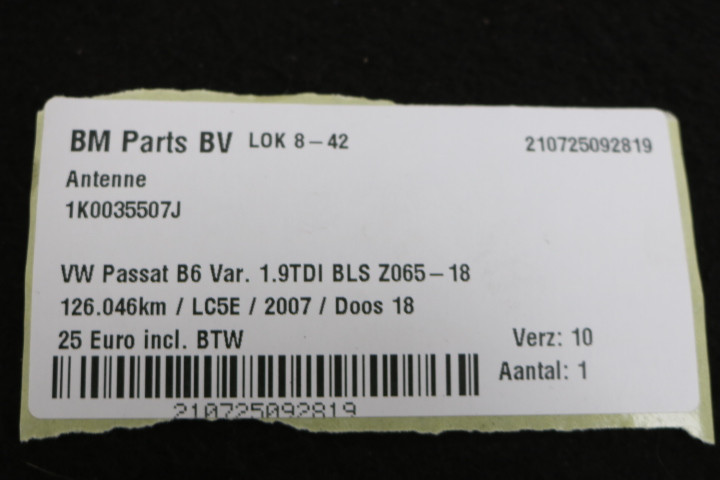 BM Parts BV LOK 8-42 210725092819
Antenne
1K0035507J
VW Passat B6 Var. 1.9TDI BLS Z065-18
126.046km / LC5E / 2007 / Doos 18
25 Euro incl. BTW Verz: 10
Aantal: 1
210725092819